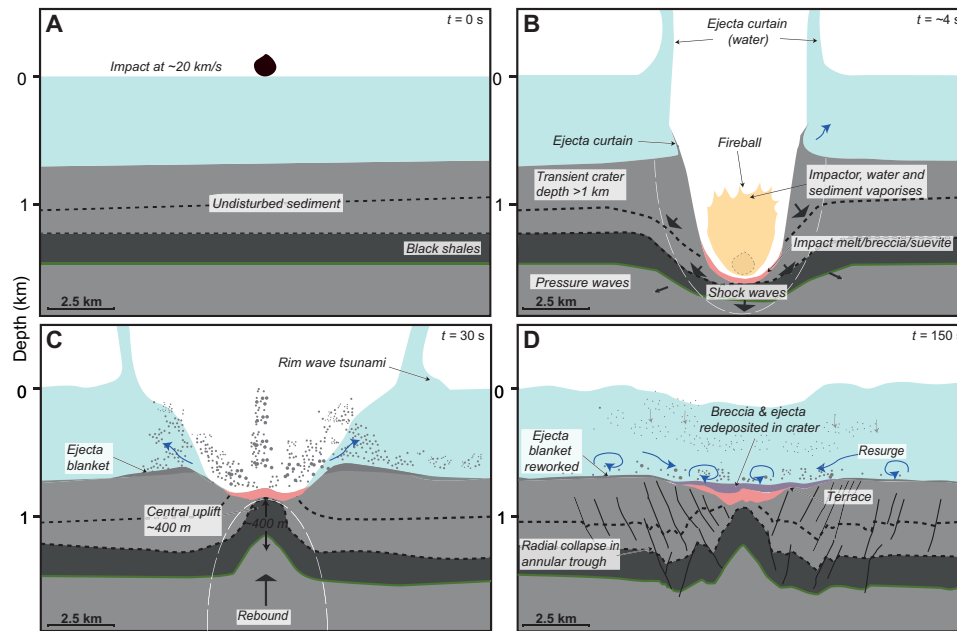 A
t = 0 s
Impact at ~20 km/s
0
Undisturbed sediment
1
Black shales
2.5 km
B
t = ~4 s
Ejecta curtain
(water)
0
Ejecta curtain
Fireball
Transient crater
depth >1 km
Impactor, water and
sediment vaporises
1
Impact melt/breccia/suevite
Pressure waves
Shock waves
2.5 km
Depth (km)
C
t = 30 s
Rim wave tsunami
0
Ejecta
blanket
Central uplift
~400 m
~400 m
1
Rebound
2.5 km
D
t = 150 s
0
Breccia & ejecta
redeposited in crater
Ejecta
blanket
reworked
Resurge
Terrace
1
Radial collapse in
annular trough
2.5 km